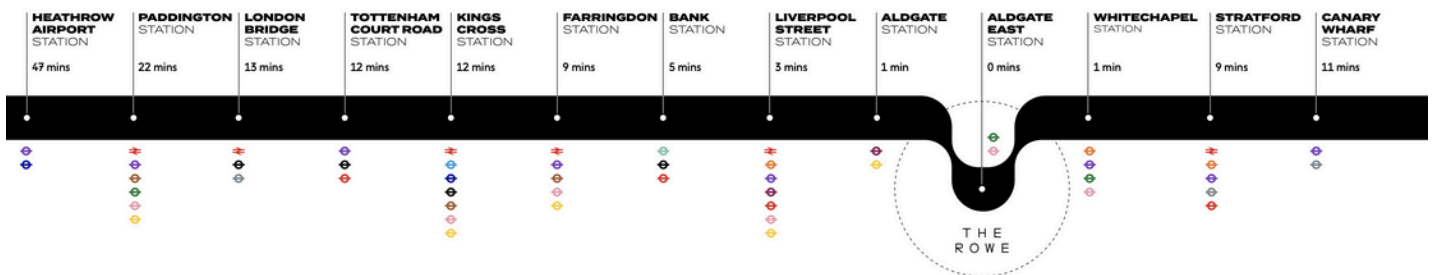 HEATHROW
AIRPORT
STATION
47 mins
PADDINGTON
STATION
22 mins
LONDON
BRIDGE
STATION
13 mins
TOTTENHAM
COURT ROAD
STATION
12 mins
KINGS
CROSS
STATION
12 mins
FARRINGDON
STATION
9 mins
BANK
STATION
5 mins
LIVERPOOL
STREET
STATION
3 mins
ALDGATE
STATION
1 min
ALDGATE
EAST
STATION
0 mins
WHITECHAPEL
STATION
1 min
STRATFORD
STATION
9 mins
CANARY
WHARF
STATION
11 mins
THE
ROWE